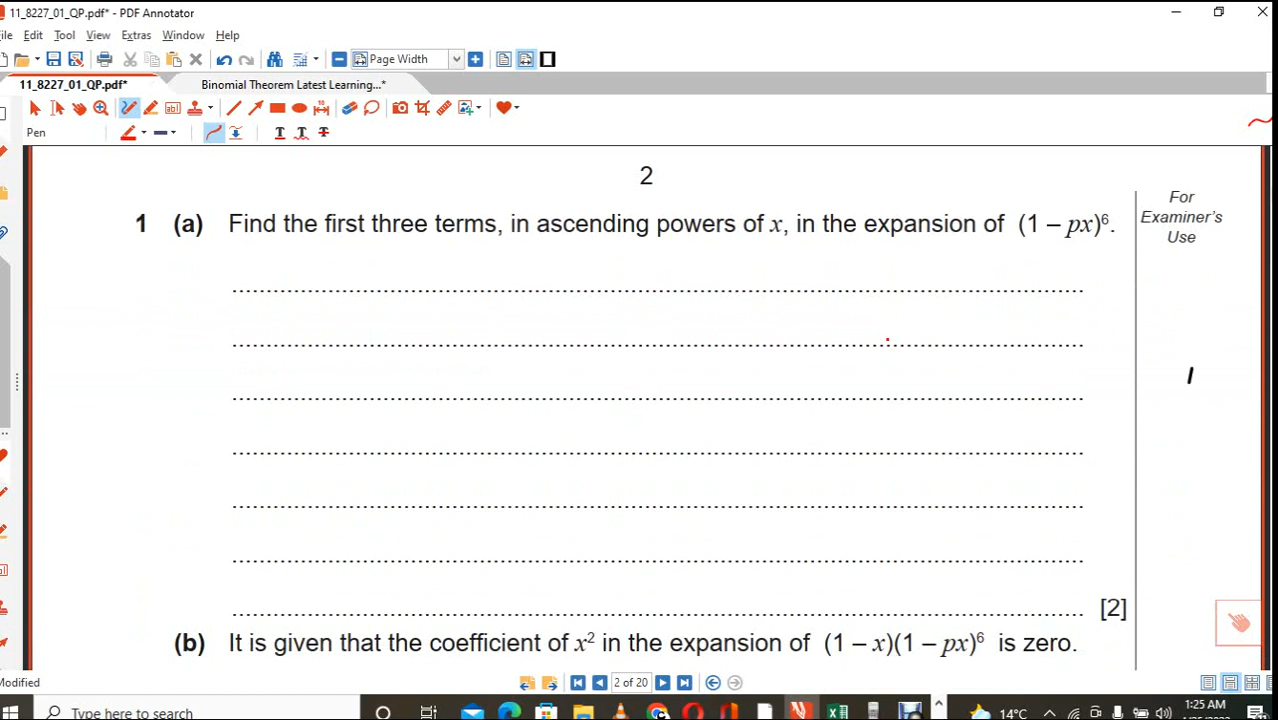 11_8227_01_QP.pdf* - PDF Annotator
ile Edit Tool View Extras Window Help
Page Width
11_8227_01_QP.pdf* Binomial Theorem Latest Learning...*
Pen
2
For
Examiner's
Use
1 (a) Find the first three terms, in ascending powers of x, in the expansion of (1 – px)⁶.
[2]
(b) It is given that the coefficient of x² in the expansion of (1 – x)(1 – px)⁶ is zero.
Modified 2 of 20
Type here to search 14°C 1:25 AM